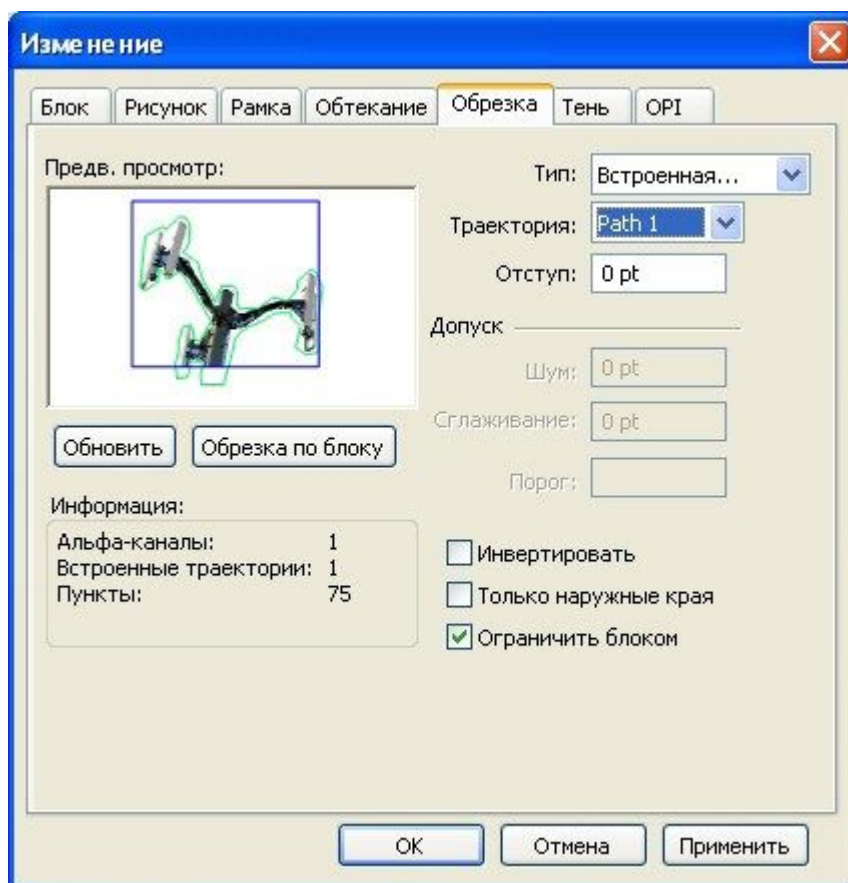 Изменение
Блок Рисунок Рамка Обтекание Обрезка Тень OPI
Предв. просмотр:
Тип: Встроенная...
Траектория: Path 1
Отступ: 0 pt
Допуск
Шум: 0 pt
Сглаживание: 0 pt
Порог:
Обновить Обрезка по блоку
Информация:
Альфа-каналы: 1
Встроенные траектории: 1
Пункты: 75
Инвертировать
Только наружные края
Ограничить блоком
ОК Отмена Применить